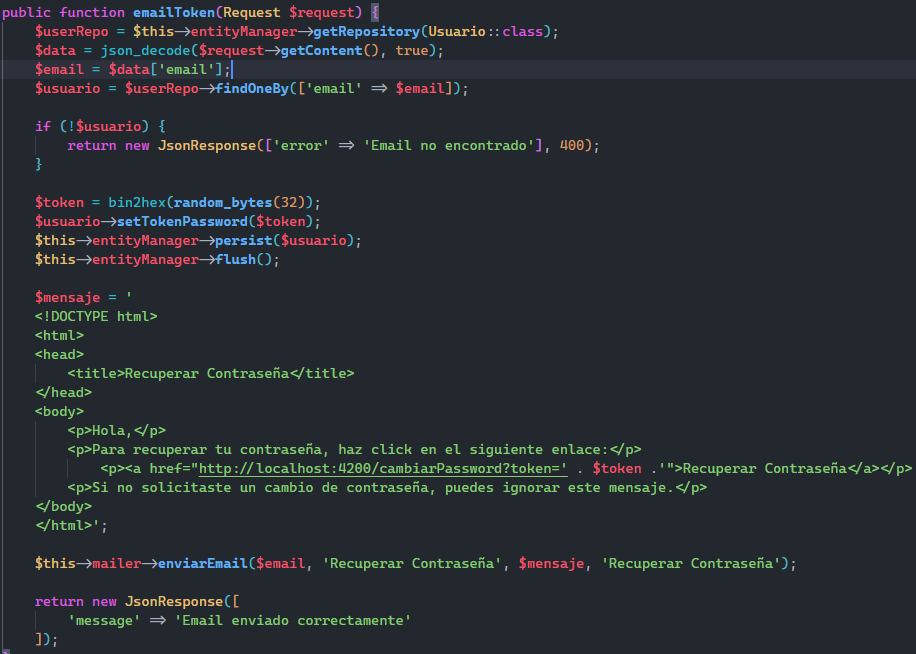 public function emailToken(Request $request) {
$userRepo = $this->entityManager->getRepository(Usuario::class);
$data = json_decode($request->getContent(), true);
$email = $data['email'];
$usuario = $userRepo->findOneBy(['email' => $email]);
if (!$usuario) {
return new JsonResponse(['error' => 'Email no encontrado'], 400);
}
$token = bin2hex(random_bytes(32));
$usuario->setTokenPassword($token);
$this->entityManager->persist($usuario);
$this->entityManager->flush();
$mensaje = '
<!DOCTYPE html>
<html>
<head>
<title>Recuperar Contraseña</title>
</head>
<body>
<p>Hola,</p>
<p>Para recuperar tu contraseña, haz click en el siguiente enlace:</p>
<p><a href="http://localhost:4200/cambiarPassword?token=' . $token .'">Recuperar Contraseña</a></p>
<p>Si no solicitaste un cambio de contraseña, puedes ignorar este mensaje.</p>
</body>
</html>';
$this->mailer->enviarEmail($email, 'Recuperar Contraseña', $mensaje, 'Recuperar Contraseña');
return new JsonResponse([
'message' => 'Email enviado correctamente'
]);